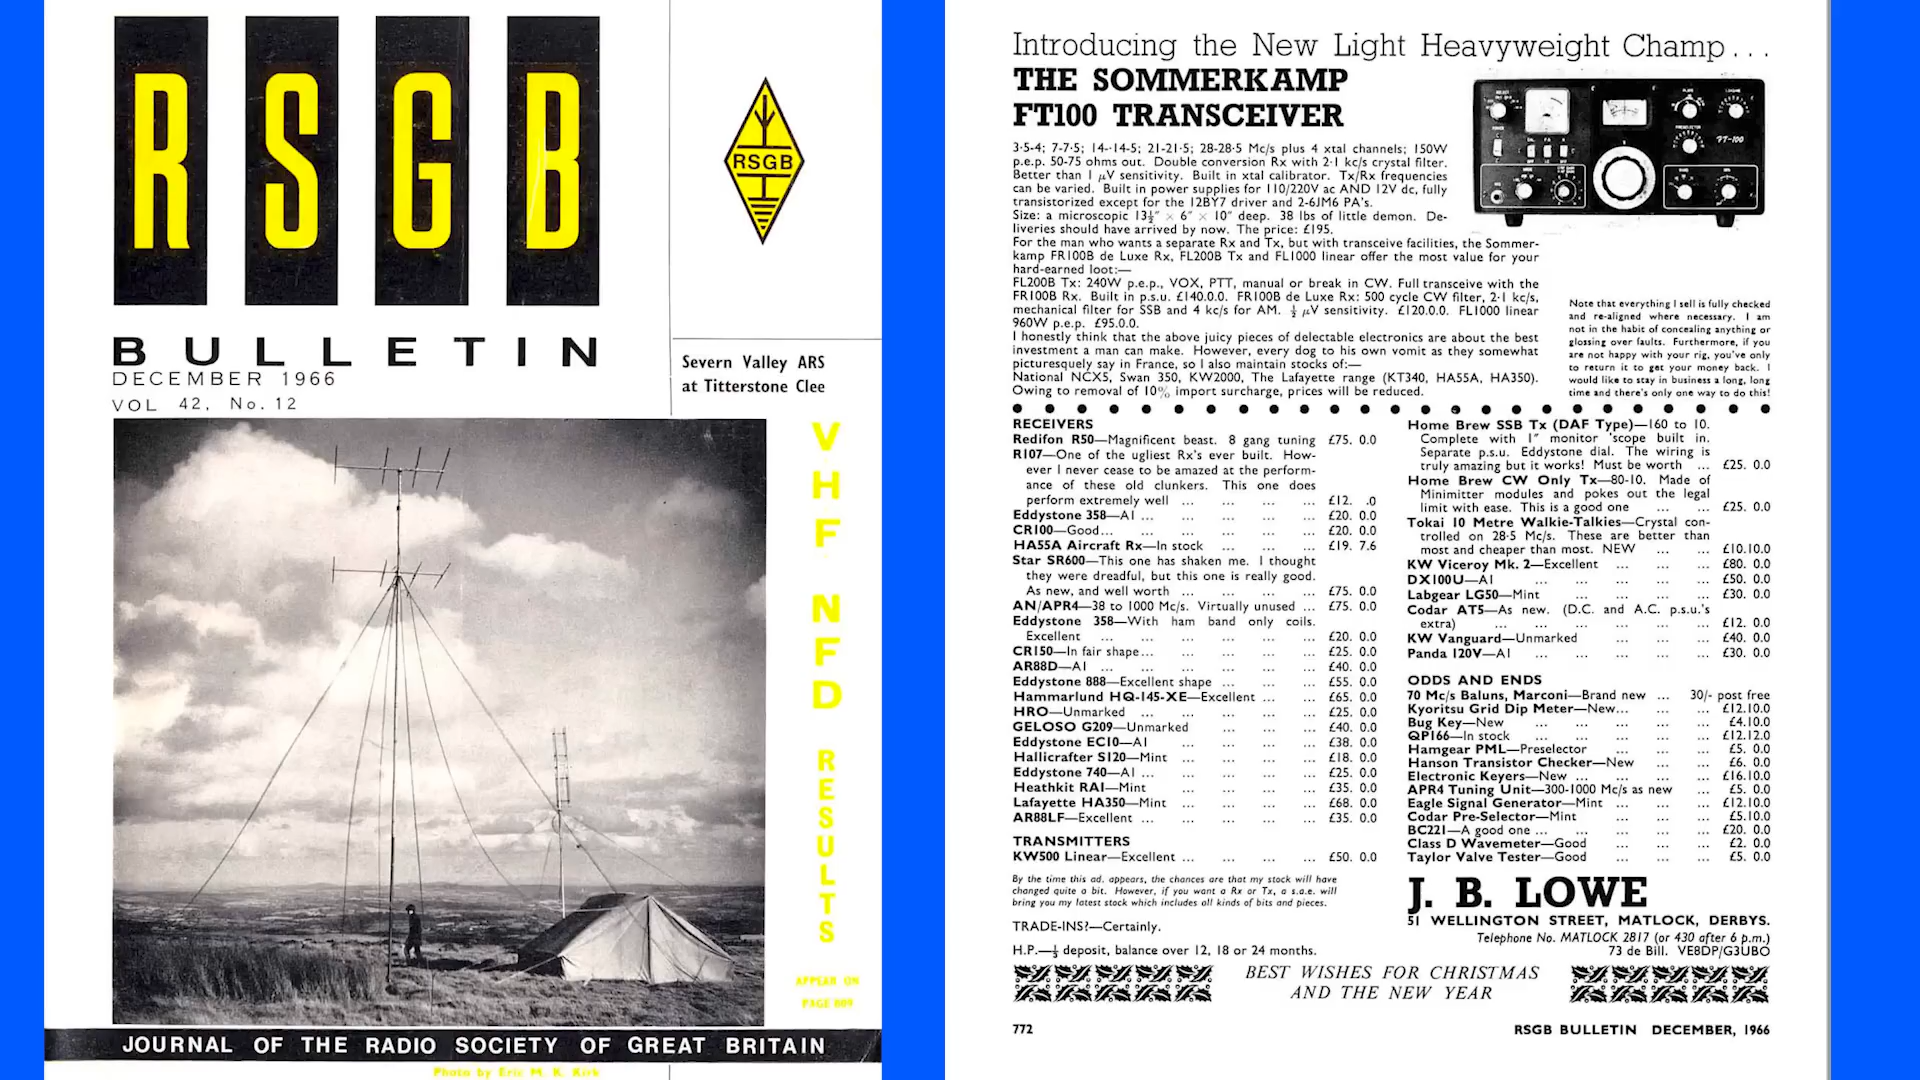 RSGB
RSGB
BULLETIN
DECEMBER 1966
VOL 42, No. 12
Severn Valley ARS
at Titterstone Clee
VHF NFD RESULTS
APPEAR ON
PAGE 809
JOURNAL OF THE RADIO SOCIETY OF GREAT BRITAIN
Photo by Eric M. K. Kirk
Introducing the New Light Heavyweight Champ...
THE SOMMERKAMP
FT100 TRANSCEIVER
3·5-4; 7-7·5; 14-·14·5; 21-21·5; 28-28·5 Mc/s plus 4 xtal channels; 150W
p.e.p. 50-75 ohms out. Double conversion Rx with 2·1 kc/s crystal filter.
Better than 1 μV sensitivity. Built in xtal calibrator. Tx/Rx frequencies
can be varied. Built in power supplies for 110/220V ac AND 12V dc, fully
transistorized except for the 12BY7 driver and 2-6JM6 PA's.
Size: a microscopic 13½″ × 6″ × 10″ deep. 38 lbs of little demon. De-
liveries should have arrived by now. The price: £195.
For the man who wants a separate Rx and Tx, but with transceive facilities, the Sommer-
kamp FR100B de Luxe Rx, FL200B Tx and FL1000 linear offer the most value for your
hard-earned loot:—
FL200B Tx: 240W p.e.p., VOX, PTT, manual or break in CW. Full transceive with the
FR100B Rx. Built in p.s.u. £140.0.0. FR100B de Luxe Rx: 500 cycle CW filter, 2·1 kc/s,
mechanical filter for SSB and 4 kc/s for AM. ½ μV sensitivity. £120.0.0. FL1000 linear
960W p.e.p. £95.0.0.
I honestly think that the above juicy pieces of delectable electronics are about the best
investment a man can make. However, every dog to his own vomit as they somewhat
picturesquely say in France, so I also maintain stocks of:—
National NCX5, Swan 350, KW2000, The Lafayette range (KT340, HA55A, HA350).
Owing to removal of 10% import surcharge, prices will be reduced.
FT-100
Note that everything I sell is fully checked
and re-aligned where necessary. I am
not in the habit of concealing anything or
glossing over faults. Furthermore, if you
are not happy with your rig, you've only
to return it to get your money back. I
would like to stay in business a long, long
time and there's only one way to do this!
RECEIVERS
Redifon R50—Magnificent beast. 8 gang tuning £75. 0.0
R107—One of the ugliest Rx's ever built. How-
ever I never cease to be amazed at the perform-
ance of these old clunkers. This one does
perform extremely well ... ... ... ... £12. .0
Eddystone 358—A1 ... ... ... ... £20. 0.0
CR100—Good... ... ... ... ... £20. 0.0
HA55A Aircraft Rx—In stock ... ... ... £19. 7.6
Star SR600—This one has shaken me. I thought
they were dreadful, but this one is really good.
As new, and well worth ... ... ... ... £75. 0.0
AN/APR4—38 to 1000 Mc/s. Virtually unused ... £75. 0.0
Eddystone 358—With ham band only coils.
Excellent ... ... ... ... ... £20. 0.0
CR150—In fair shape... ... ... ... £25. 0.0
AR88D—A1 ... ... ... ... ... £40. 0.0
Eddystone 888—Excellent shape ... ... ... £55. 0.0
Hammarlund HQ-145-XE—Excellent ... ... £65. 0.0
HRO—Unmarked ... ... ... ... £25. 0.0
GELOSO G209—Unmarked ... ... ... £40. 0.0
Eddystone EC10—A1 ... ... ... ... £38. 0.0
Hallicrafter S120—Mint ... ... ... ... £18. 0.0
Eddystone 740—A1 ... ... ... ... £25. 0.0
Heathkit RA1—Mint ... ... ... ... £35. 0.0
Lafayette HA350—Mint ... ... ... ... £68. 0.0
AR88LF—Excellent ... ... ... ... £35. 0.0
TRANSMITTERS
KW500 Linear—Excellent ... ... ... ... £50. 0.0
By the time this ad. appears, the chances are that my stock will have
changed quite a bit. However, if you want a Rx or Tx, a s.a.e. will
bring you my latest stock which includes all kinds of bits and pieces.
TRADE-INS?—Certainly.
H.P.—⅓ deposit, balance over 12, 18 or 24 months.
Home Brew SSB Tx (DAF Type)—160 to 10.
Complete with 1″ monitor 'scope built in.
Separate p.s.u. Eddystone dial. The wiring is
truly amazing but it works! Must be worth ... £25. 0.0
Home Brew CW Only Tx—80-10. Made of
Minimitter modules and pokes out the legal
limit with ease. This is a good one ... ... £25. 0.0
Tokai 10 Metre Walkie-Talkies—Crystal con-
trolled on 28·5 Mc/s. These are better than
most and cheaper than most. NEW ... ... £10.10.0
KW Viceroy Mk. 2—Excellent ... ... ... £80. 0.0
DX100U—A1 ... ... ... ... £50. 0.0
Labgear LG50—Mint ... ... ... ... £30. 0.0
Codar AT5—As new. (D.C. and A.C. p.s.u.'s
extra) ... ... ... ... ... £12. 0.0
KW Vanguard—Unmarked ... ... ... £40. 0.0
Panda 120V—A1 ... ... ... ... £30. 0.0
ODDS AND ENDS
70 Mc/s Baluns, Marconi—Brand new ... 30/- post free
Kyoritsu Grid Dip Meter—New... ... ... £12.10.0
Bug Key—New ... ... ... ... £4.10.0
QP166—In stock ... ... ... ... £12.12.0
Hamgear PML—Preselector ... ... ... £5. 0.0
Hanson Transistor Checker—New ... ... £6. 0.0
Electronic Keyers—New ... ... ... ... £16.10.0
APR4 Tuning Unit—300-1000 Mc/s as new ... £5. 0.0
Eagle Signal Generator—Mint ... ... ... £12.10.0
Codar Pre-Selector—Mint ... ... ... £5.10.0
BC221—A good one ... ... ... ... £20. 0.0
Class D Wavemeter—Good ... ... ... £2. 0.0
Taylor Valve Tester—Good ... ... ... £5. 0.0
J. B. LOWE
51 WELLINGTON STREET, MATLOCK, DERBYS.
Telephone No. MATLOCK 2817 (or 430 after 6 p.m.)
73 de Bill. VE8DP/G3UBO
BEST WISHES FOR CHRISTMAS
AND THE NEW YEAR
772
RSGB BULLETIN DECEMBER, 1966